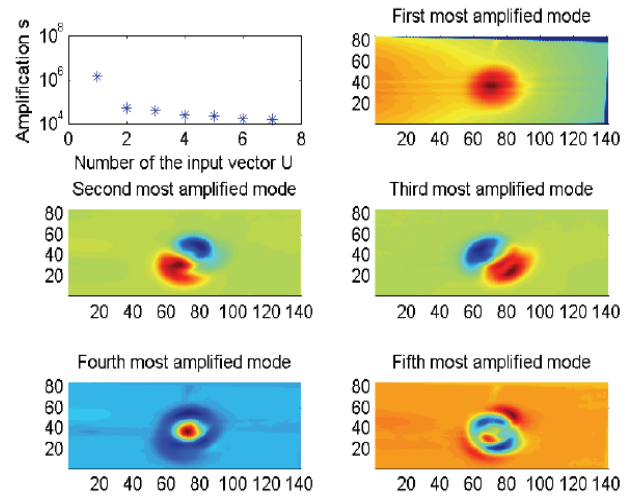 Amplification s
10^8
10^6
10^4
0 2 4 6 8
Number of the input vector U
First most amplified mode
80
60
40
20
20 40 60 80 100 120 140
Second most amplified mode
80
60
40
20
20 40 60 80 100 120 140
Third most amplified mode
80
60
40
20
20 40 60 80 100 120 140
Fourth most amplified mode
80
60
40
20
20 40 60 80 100 120 140
Fifth most amplified mode
80
60
40
20
20 40 60 80 100 120 140